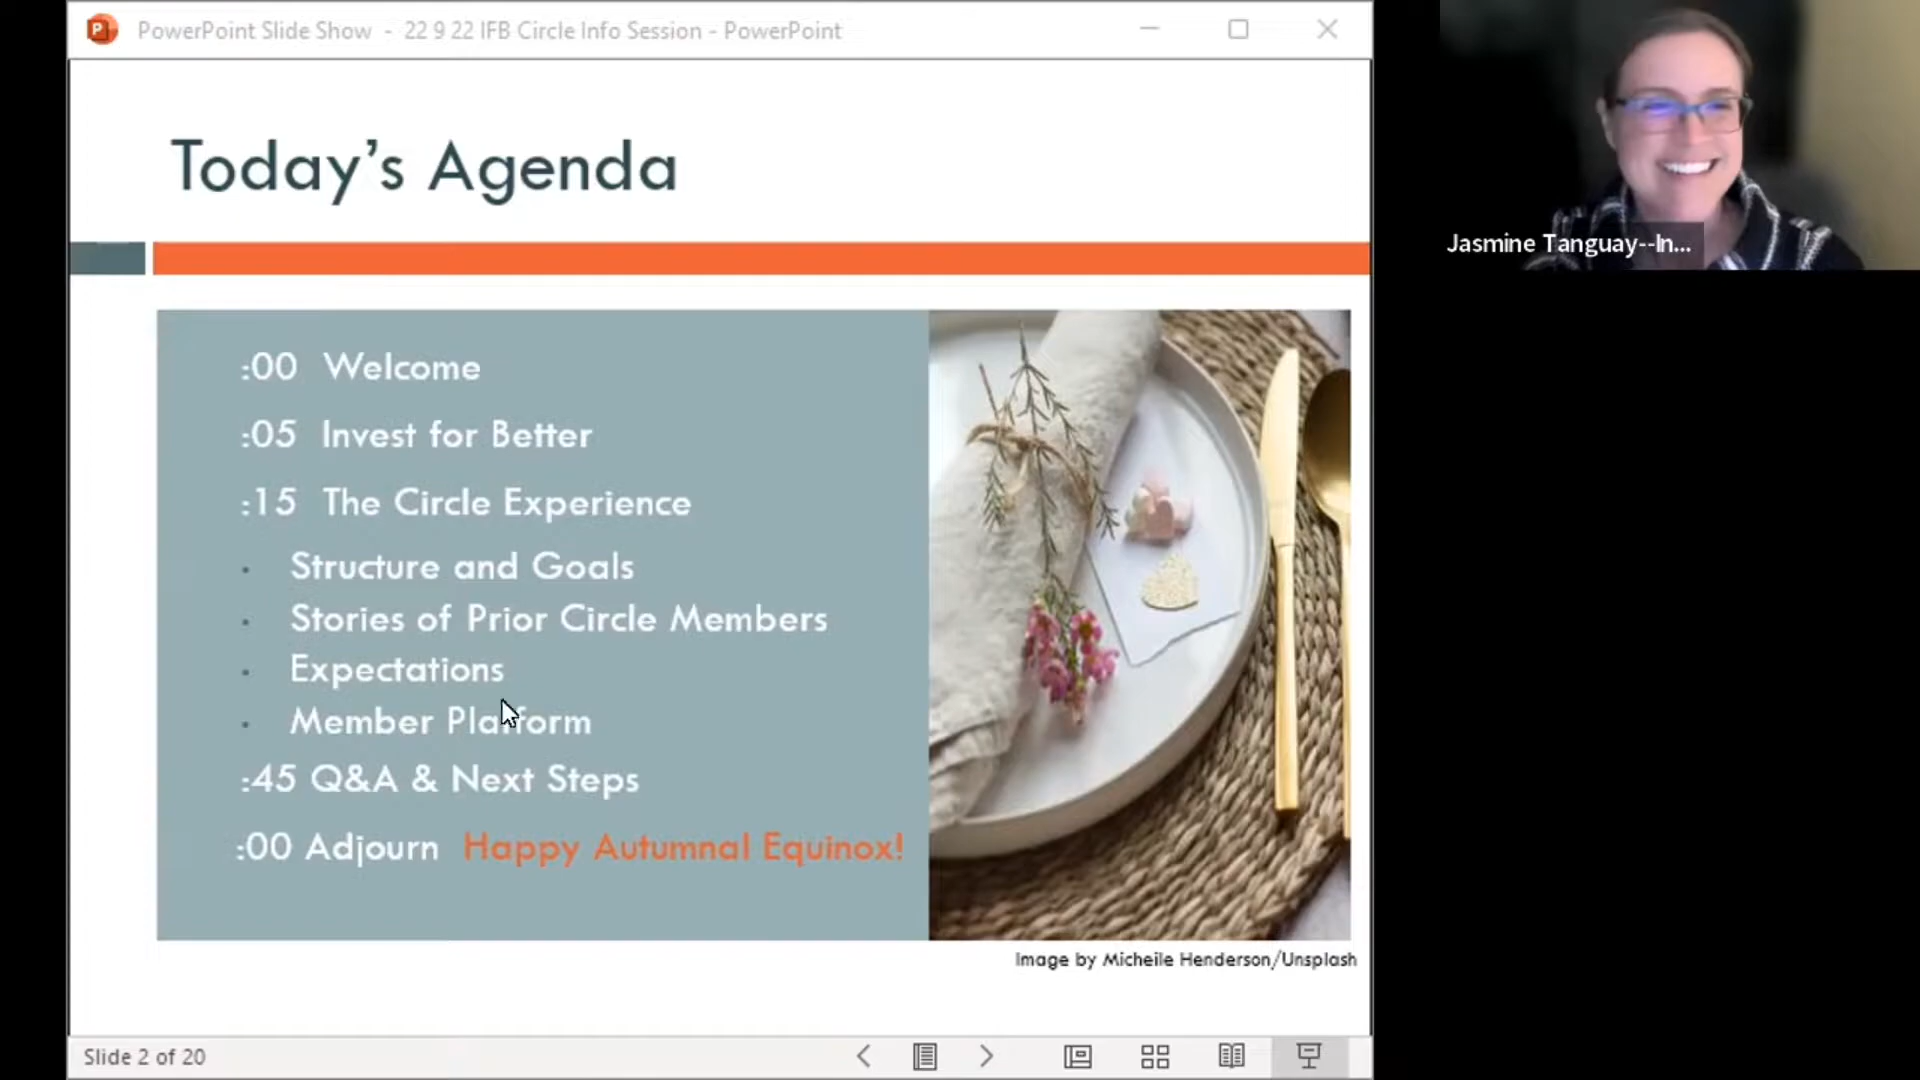 PowerPoint Slide Show - 22 9 22 IFB Circle Info Session - PowerPoint
Jasmine Tanguay--In...
Today's Agenda
:00 Welcome
:05 Invest for Better
:15 The Circle Experience
· Structure and Goals
· Stories of Prior Circle Members
· Expectations
· Member Platform
:45 Q&A & Next Steps
:00 Adjourn Happy Autumnal Equinox!
Image by Micheile Henderson/Unsplash
Slide 2 of 20